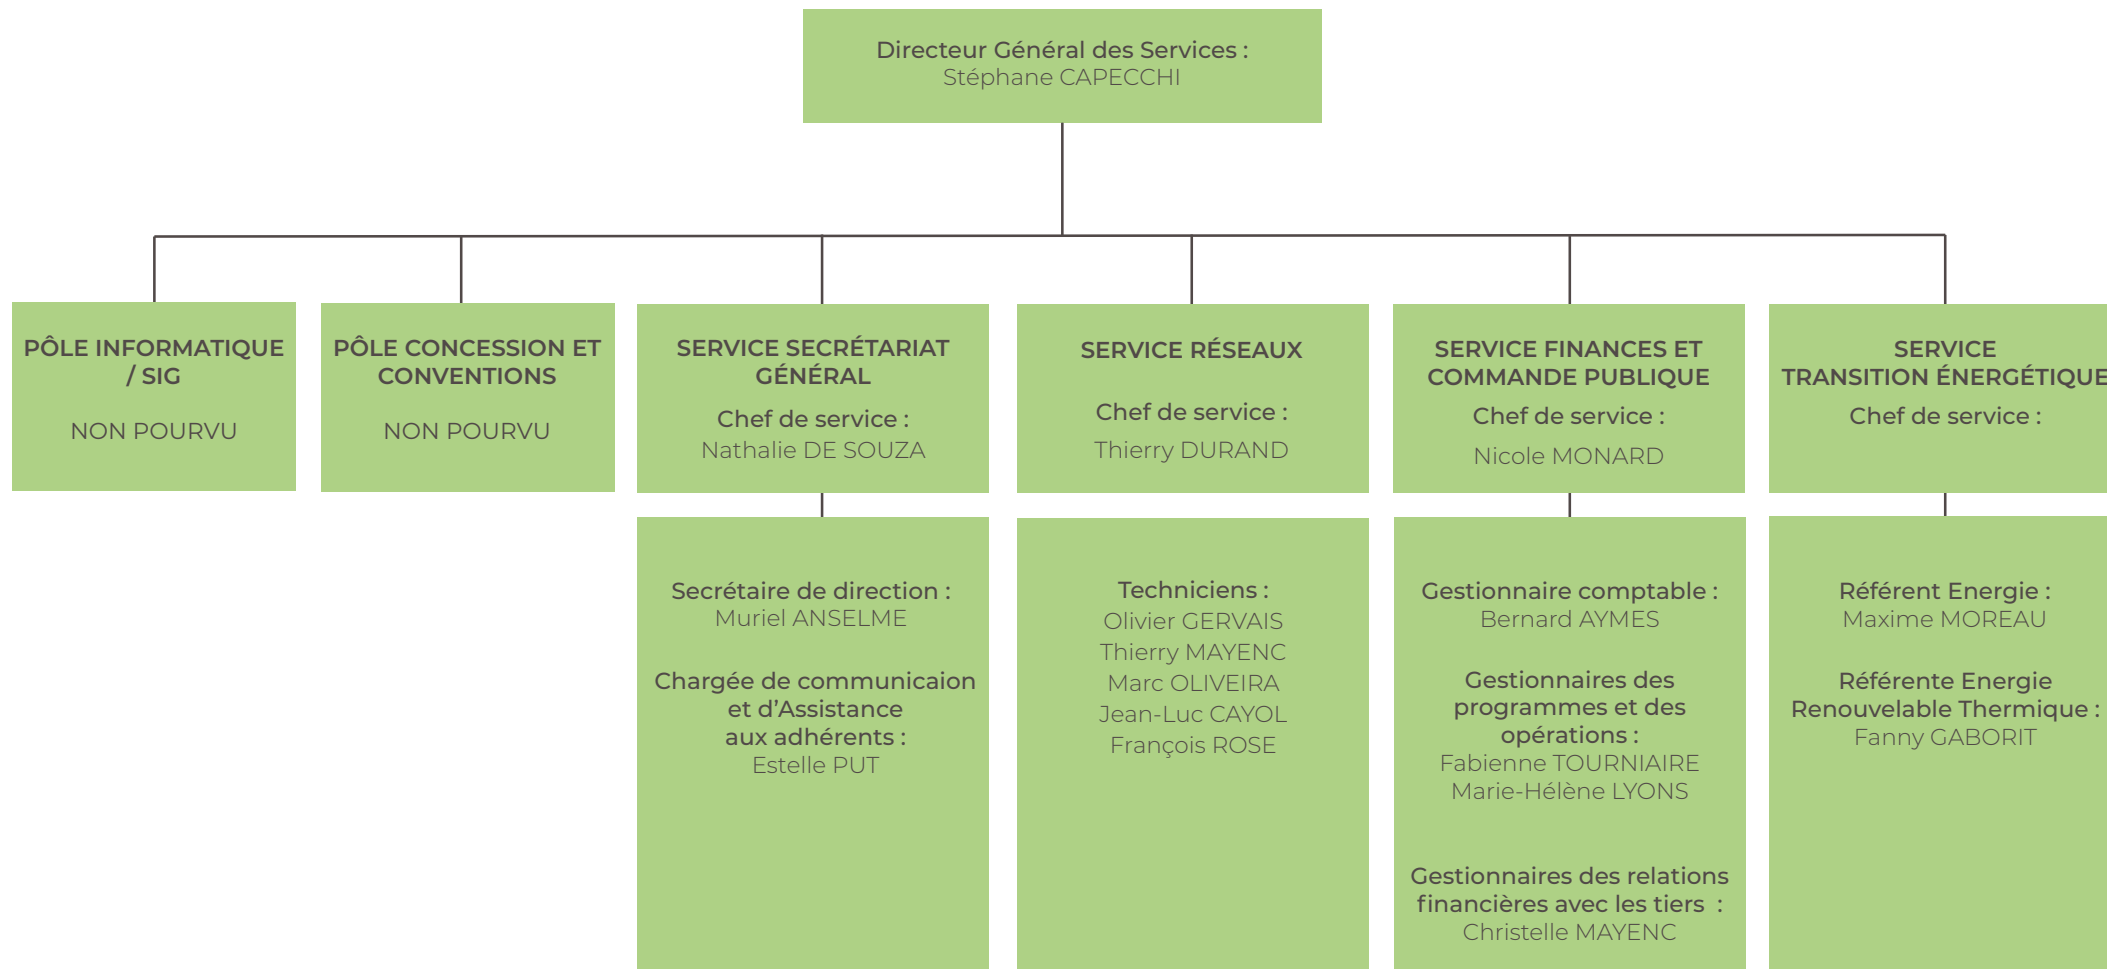 Directeur Général des Services :
Stéphane CAPECCHI
PÔLE INFORMATIQUE
/ SIG
NON POURVU
PÔLE CONCESSION ET
CONVENTIONS
NON POURVU
SERVICE SECRÉTARIAT
GÉNÉRAL
Chef de service :
Nathalie DE SOUZA
SERVICE RÉSEAUX
Chef de service :
Thierry DURAND
SERVICE FINANCES ET
COMMANDE PUBLIQUE
Chef de service :
Nicole MONARD
SERVICE
TRANSITION ÉNERGÉTIQUE
Chef de service :
Secrétaire de direction :
Muriel ANSELME
Chargée de communicaion
et d’Assistance
aux adhérents :
Estelle PUT
Techniciens :
Olivier GERVAIS
Thierry MAYENC
Marc OLIVEIRA
Jean-Luc CAYOL
François ROSE
Gestionnaire comptable :
Bernard AYMES
Gestionnaires des
programmes et des
opérations :
Fabienne TOURNIAIRE
Marie-Hélène LYONS
Gestionnaires des relations
financières avec les tiers :
Christelle MAYENC
Référent Energie :
Maxime MOREAU
Référente Energie
Renouvelable Thermique :
Fanny GABORIT